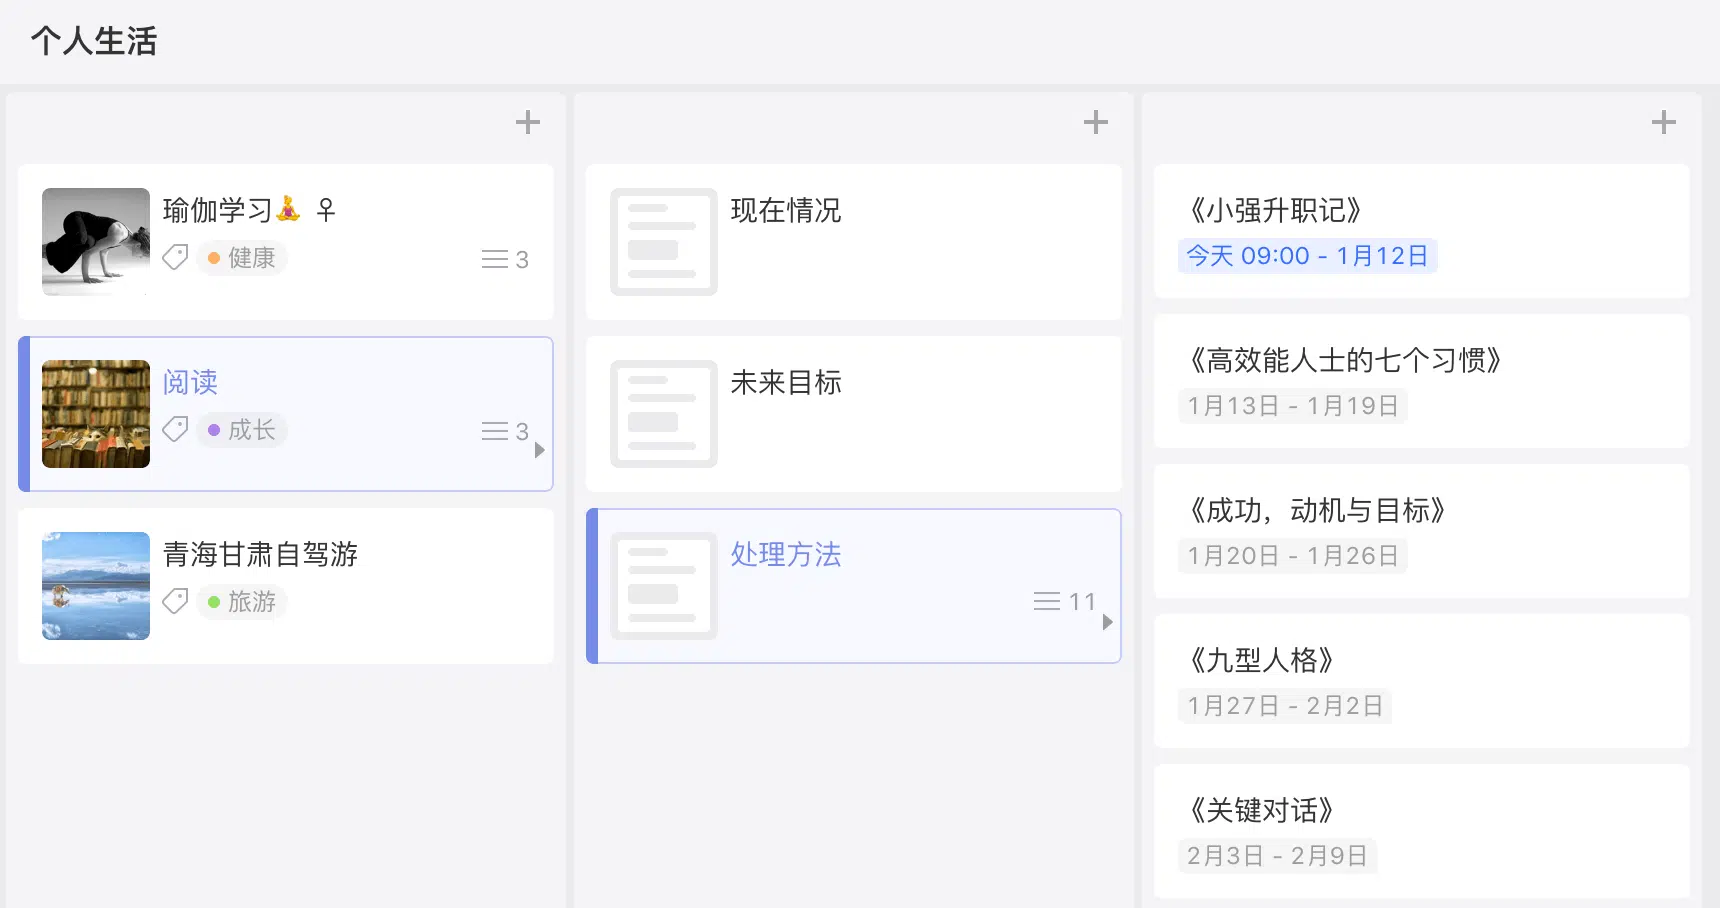 个人生活
瑜伽学习🧘‍♀️ ♀
健康
3
阅读
成长
3
青海甘肃自驾游
旅游
现在情况
未来目标
处理方法
11
《小强升职记》
今天 09:00 - 1月12日
《高效能人士的七个习惯》
1月13日 - 1月19日
《成功，动机与目标》
1月20日 - 1月26日
《九型人格》
1月27日 - 2月2日
《关键对话》
2月3日 - 2月9日